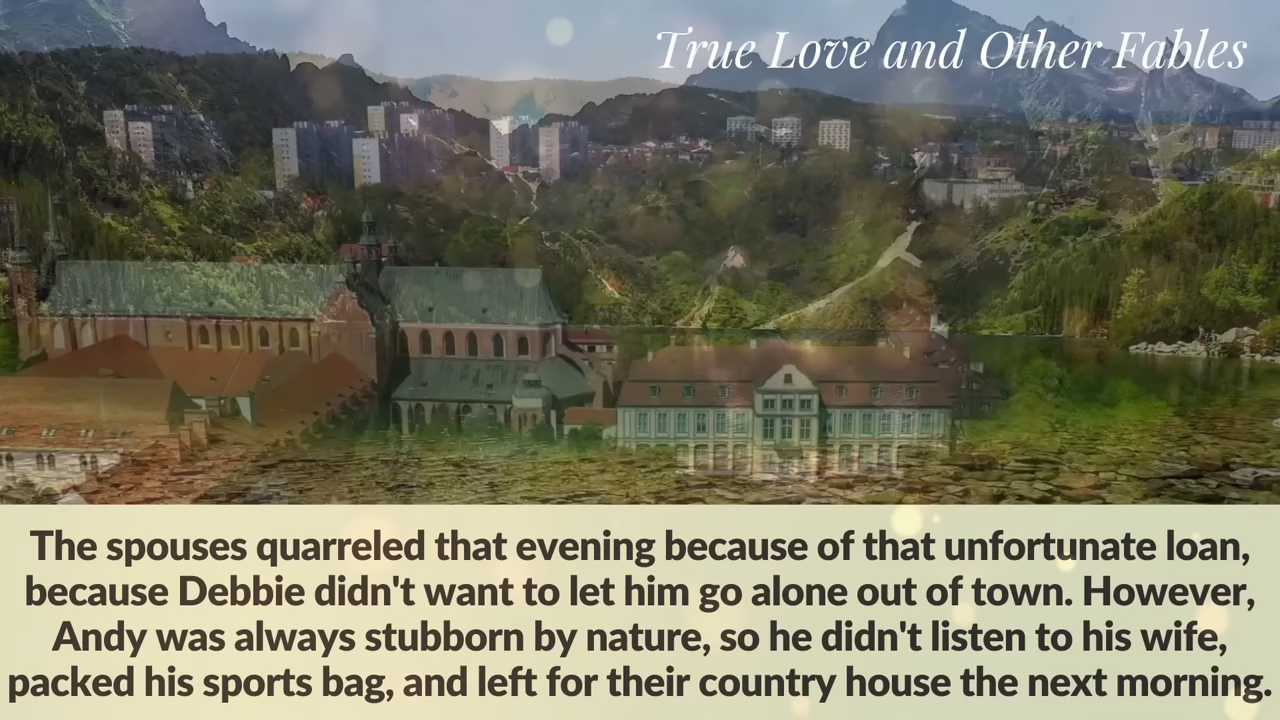 True Love and Other Fables
The spouses quarreled that evening because of that unfortunate loan,
because Debbie didn't want to let him go alone out of town. However,
Andy was always stubborn by nature, so he didn't listen to his wife,
packed his sports bag, and left for their country house the next morning.